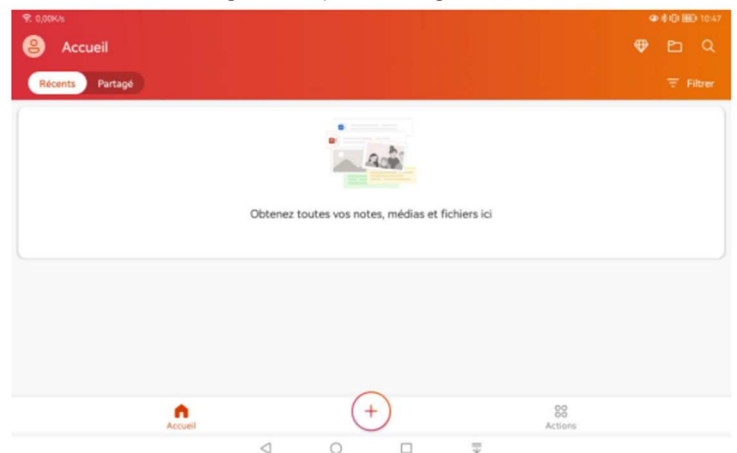 0,00K/s
10:47
Accueil
Récents
Partagé
Filtrer
Obtenez toutes vos notes, médias et fichiers ici
Accueil
Actions